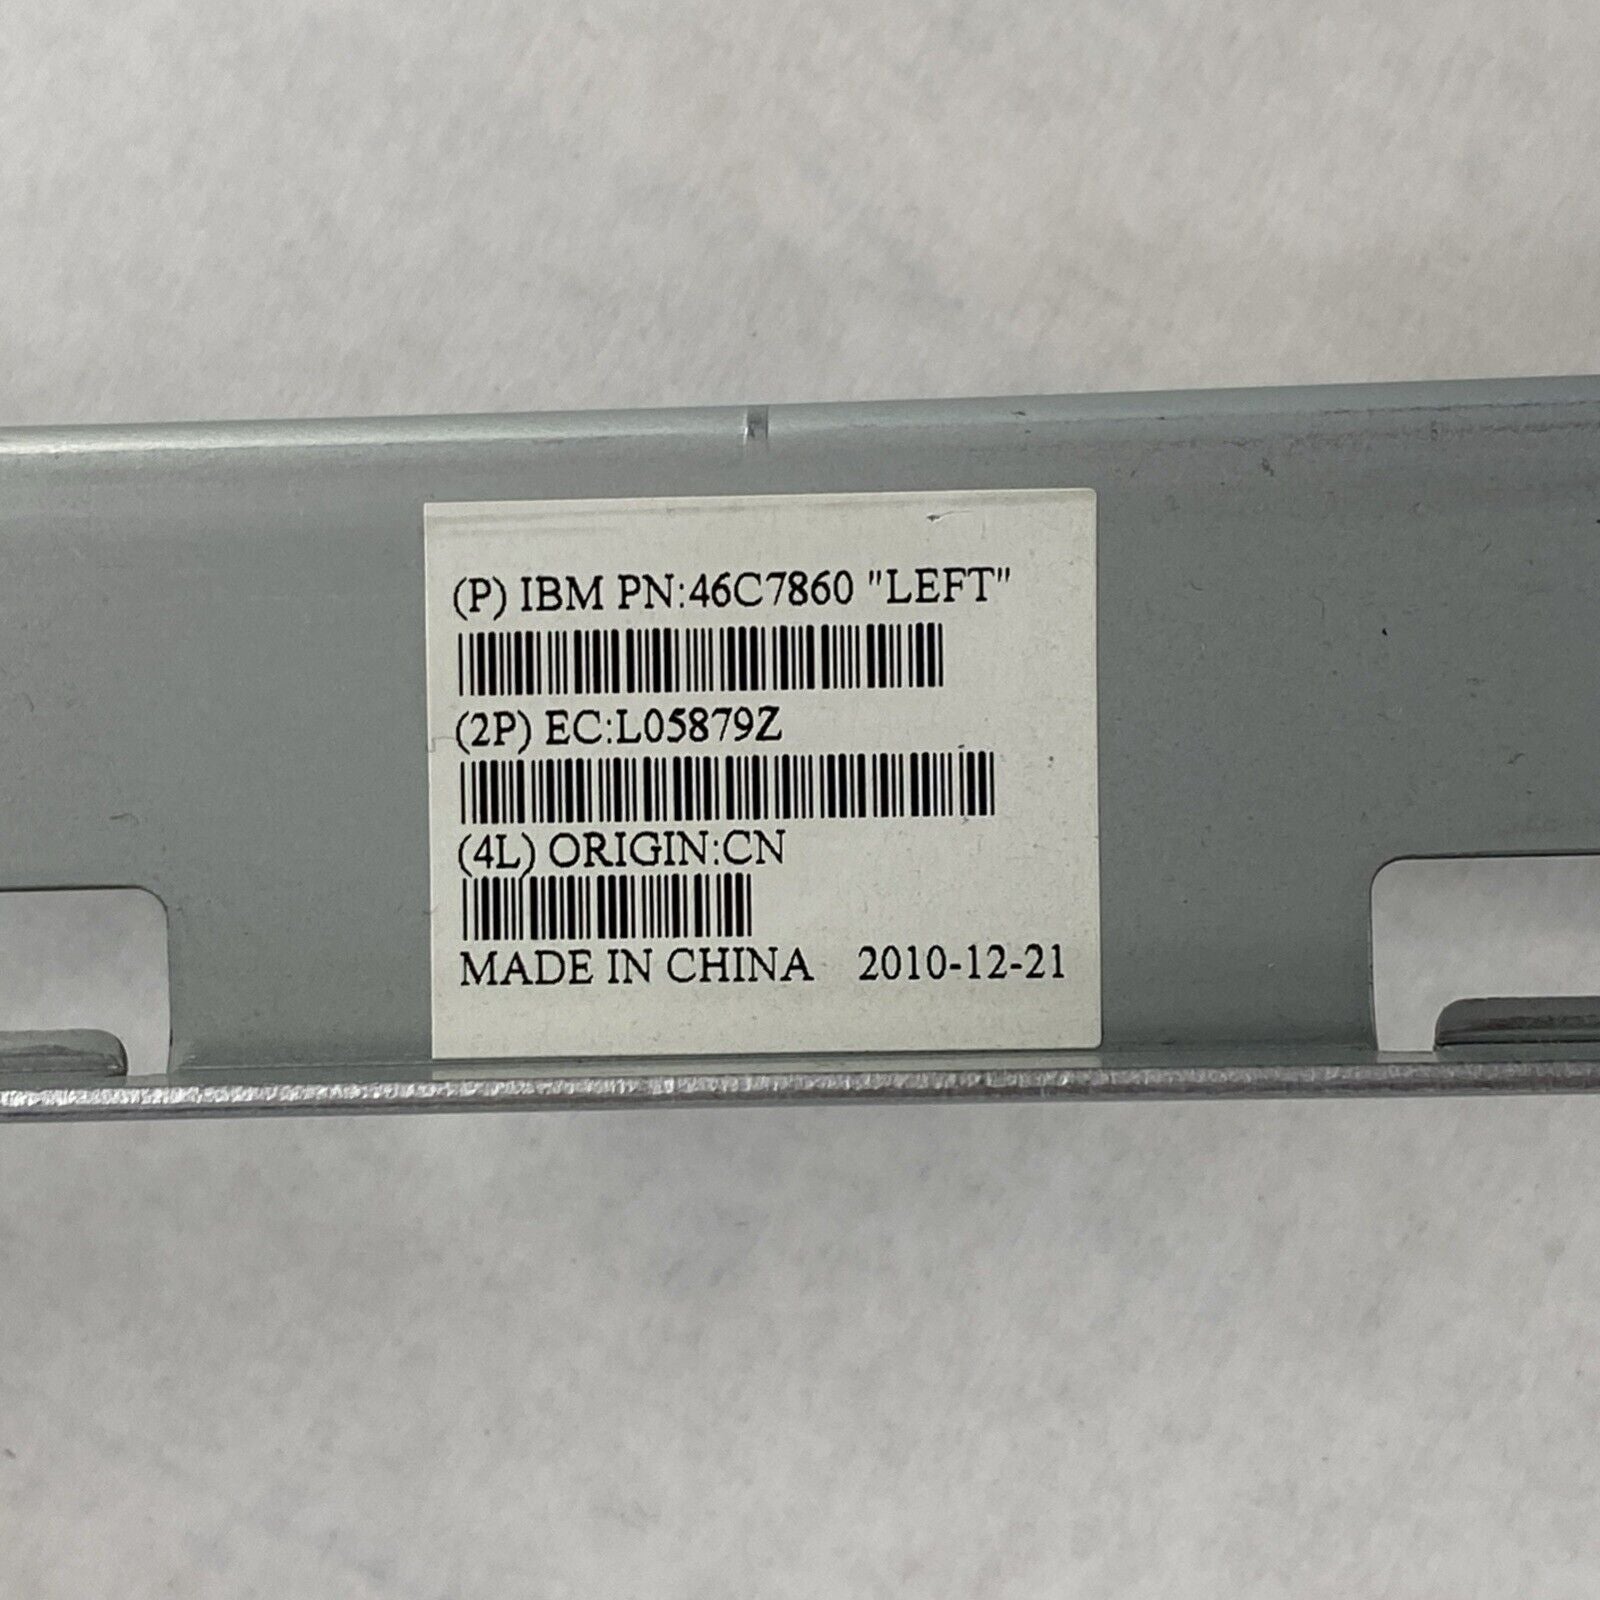 (P) IBM PN:46C7860 "LEFT"
(2P) EC:L05879Z
(4L) ORIGIN:CN
MADE IN CHINA 2010-12-21